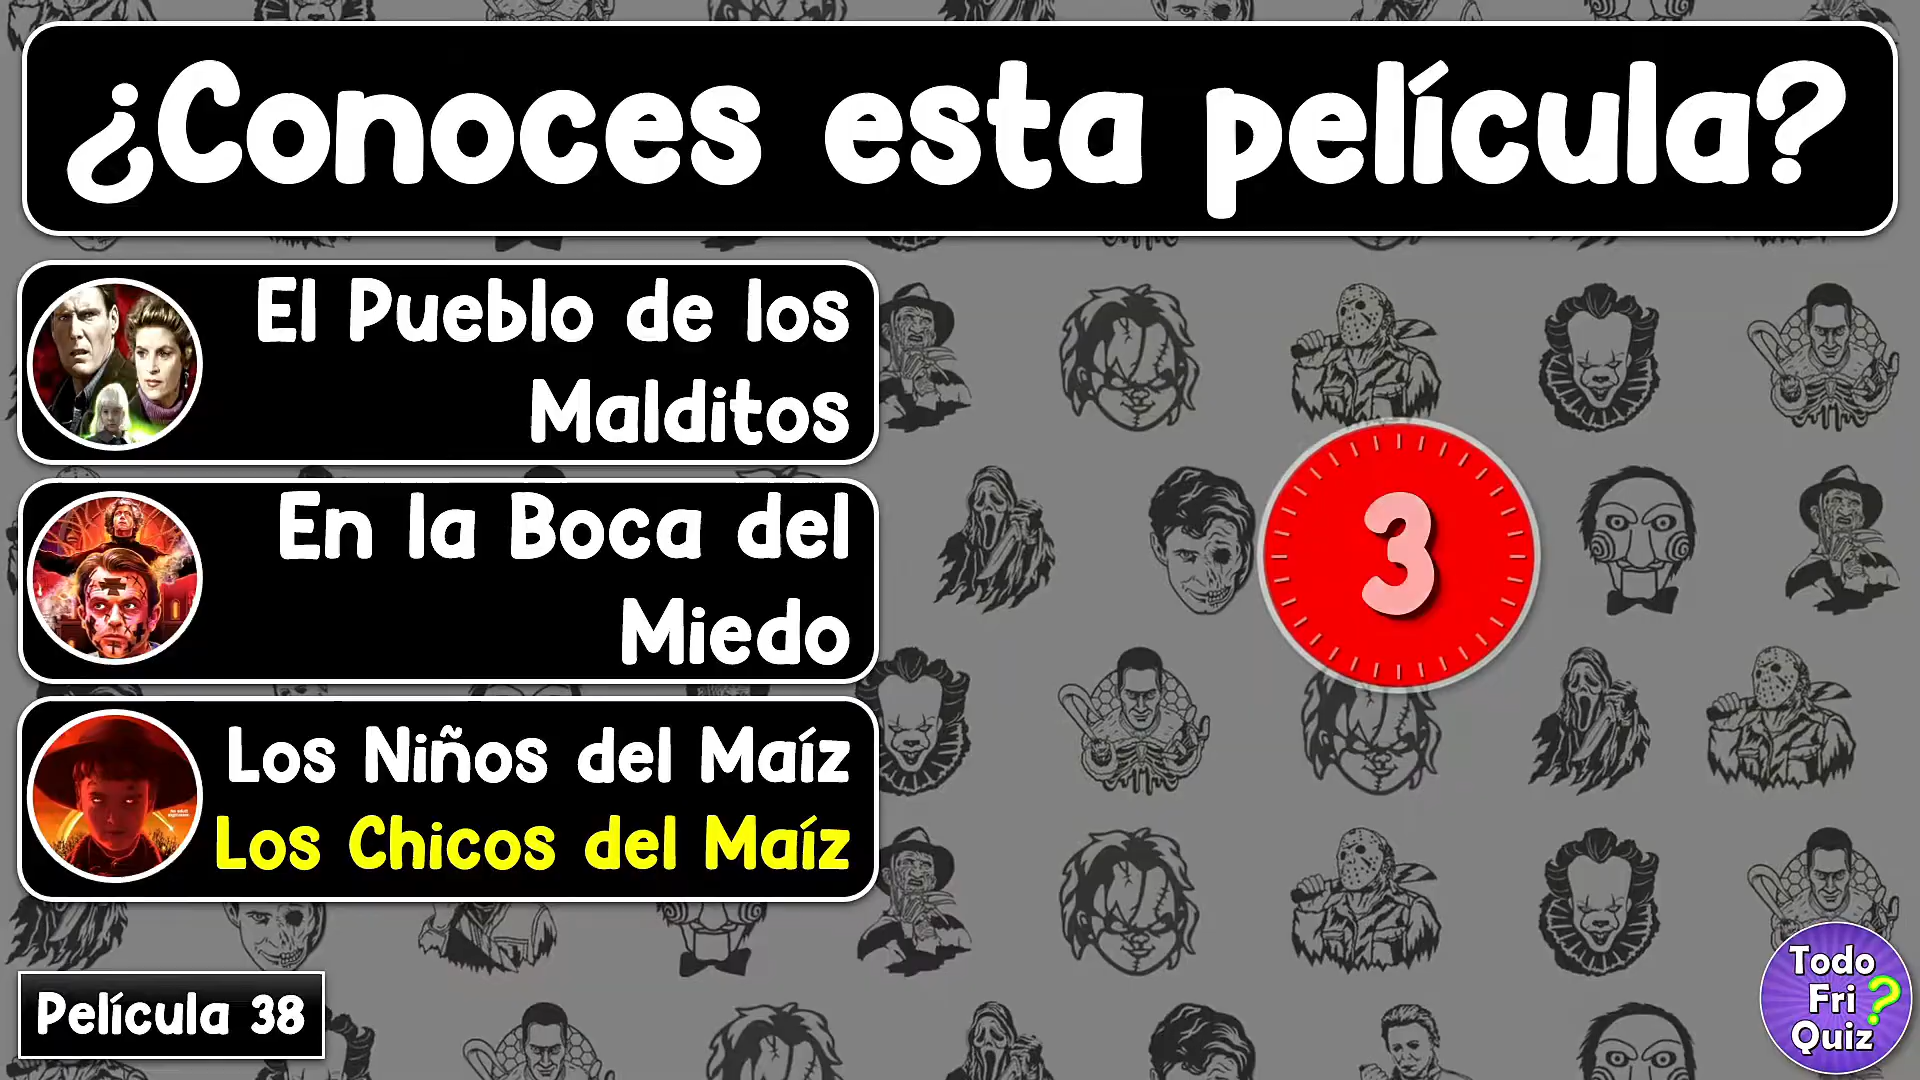 ¿Conoces esta película?
El Pueblo de los
Malditos
En la Boca del
Miedo
Los Niños del Maíz
Los Chicos del Maíz
3
Película 38
Todo
Fri
Quiz
?